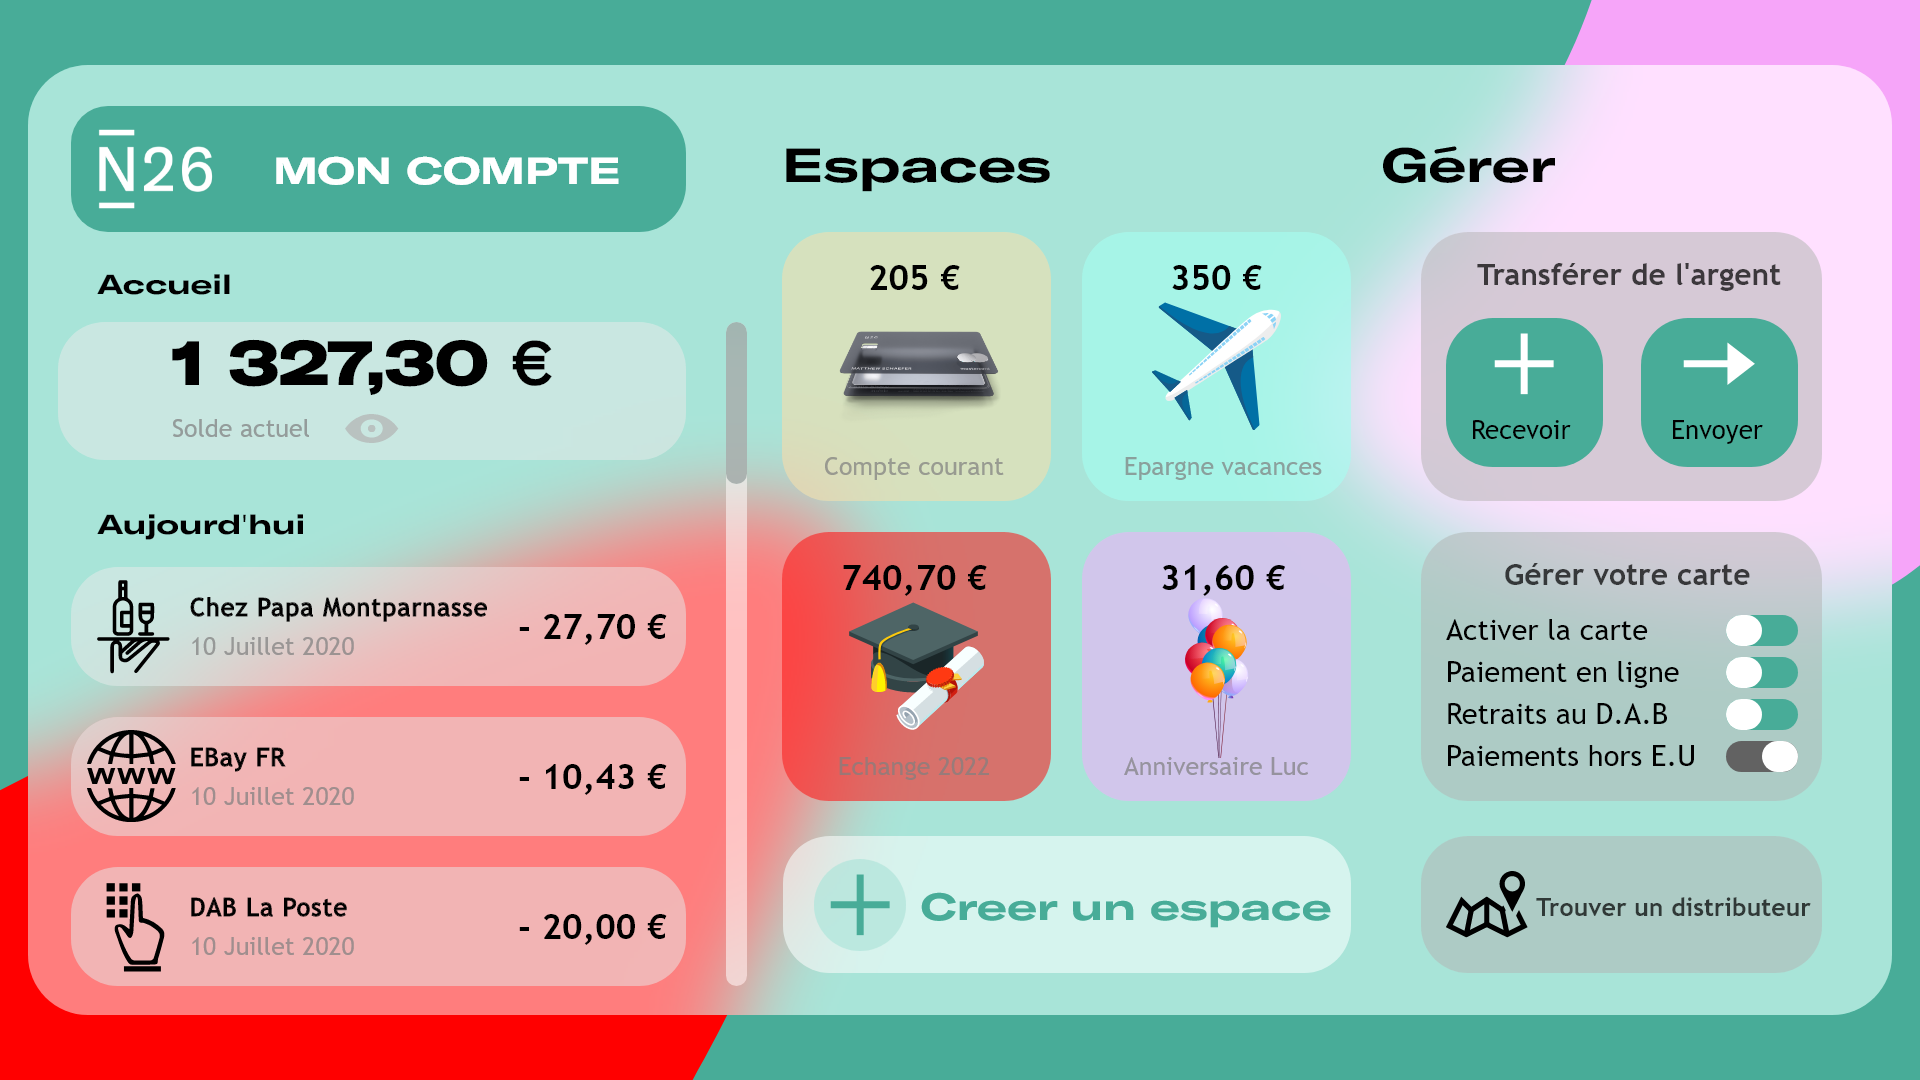 N26
MON COMPTE
Accueil
1 327,30 €
Solde actuel
Aujourd'hui
Chez Papa Montparnasse
10 Juillet 2020
- 27,70 €
www
EBay FR
10 Juillet 2020
- 10,43 €
DAB La Poste
10 Juillet 2020
- 20,00 €
Espaces
205 €
MATTHEW SCHAEFER
Compte courant
350 €
Epargne vacances
740,70 €
Echange 2022
31,60 €
Anniversaire Luc
Creer un espace
Gérer
Transférer de l'argent
Recevoir
Envoyer
Gérer votre carte
Activer la carte
Paiement en ligne
Retraits au D.A.B
Paiements hors E.U
Trouver un distributeur